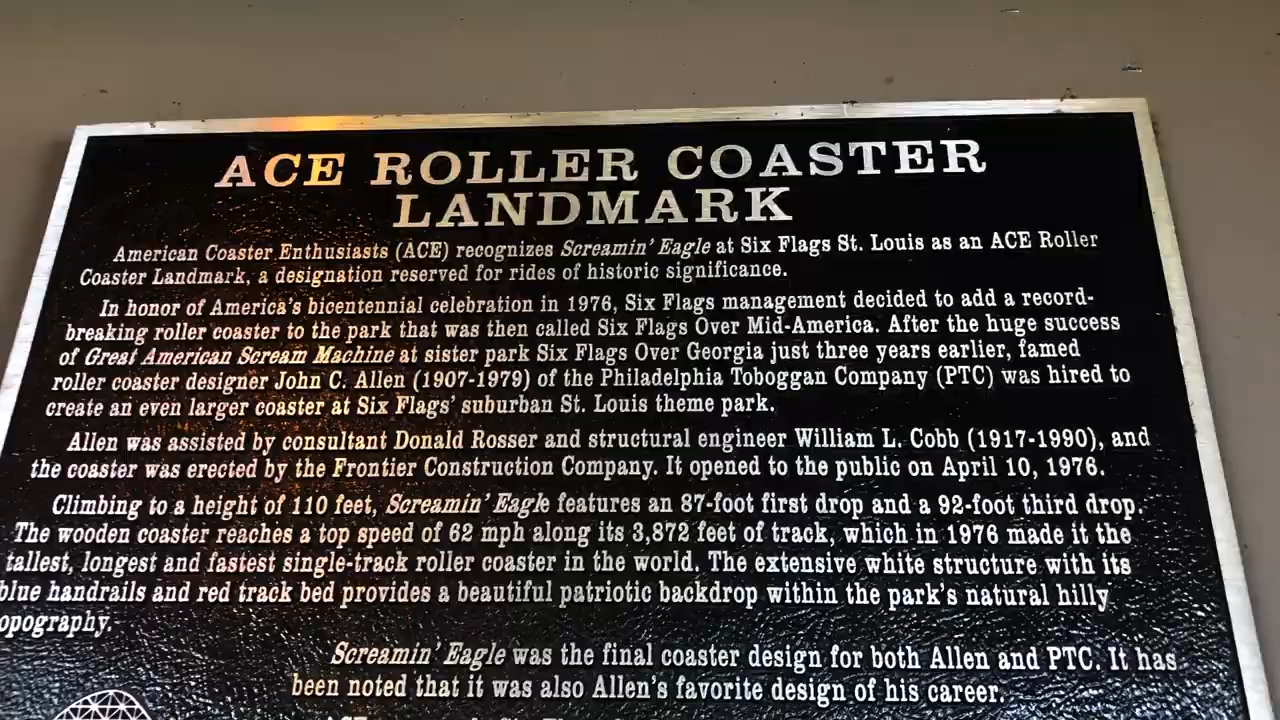 ACE ROLLER COASTER
LANDMARK
American Coaster Enthusiasts (ACE) recognizes Screamin' Eagle at Six Flags St. Louis as an ACE Roller
Coaster Landmark, a designation reserved for rides of historic significance.
In honor of America's bicentennial celebration in 1976, Six Flags management decided to add a record-
breaking roller coaster to the park that was then called Six Flags Over Mid-America. After the huge success
of Great American Scream Machine at sister park Six Flags Over Georgia just three years earlier, famed
roller coaster designer John C. Allen (1907-1979) of the Philadelphia Toboggan Company (PTC) was hired to
create an even larger coaster at Six Flags' suburban St. Louis theme park.
Allen was assisted by consultant Donald Rosser and structural engineer William L. Cobb (1917-1990), and
the coaster was erected by the Frontier Construction Company. It opened to the public on April 10, 1976.
Climbing to a height of 110 feet, Screamin' Eagle features an 87-foot first drop and a 92-foot third drop.
The wooden coaster reaches a top speed of 62 mph along its 3,872 feet of track, which in 1976 made it the
tallest, longest and fastest single-track roller coaster in the world. The extensive white structure with its
blue handrails and red track bed provides a beautiful patriotic backdrop within the park's natural hilly
opography.
Screamin' Eagle was the final coaster design for both Allen and PTC. It has
been noted that it was also Allen's favorite design of his career.